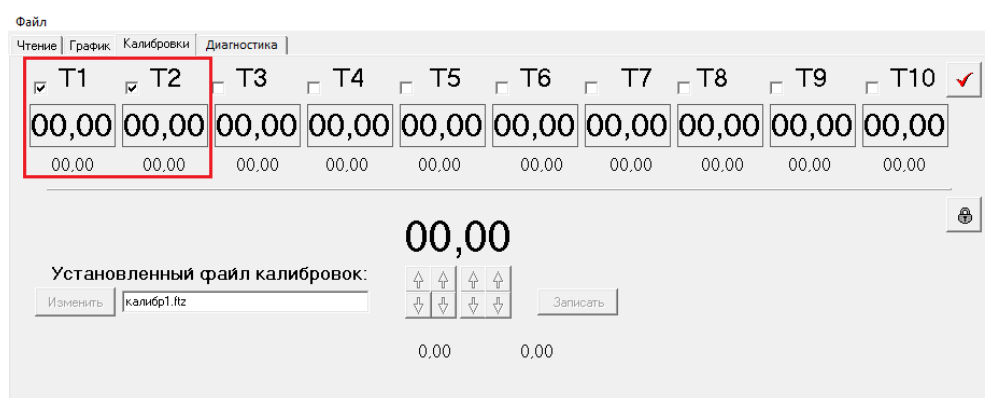 Файл
Чтение График Калибровки Диагностика
T1 T2 T3 T4 T5 T6 T7 T8 T9 T10
00,00 00,00 00,00 00,00 00,00 00,00 00,00 00,00 00,00 00,00
00,00 00,00 00,00 00,00 00,00 00,00 00,00 00,00 00,00 00,00
00,00
Установленный файл калибровок:
Изменить калибр1.ftz Записать
0,00 0,00